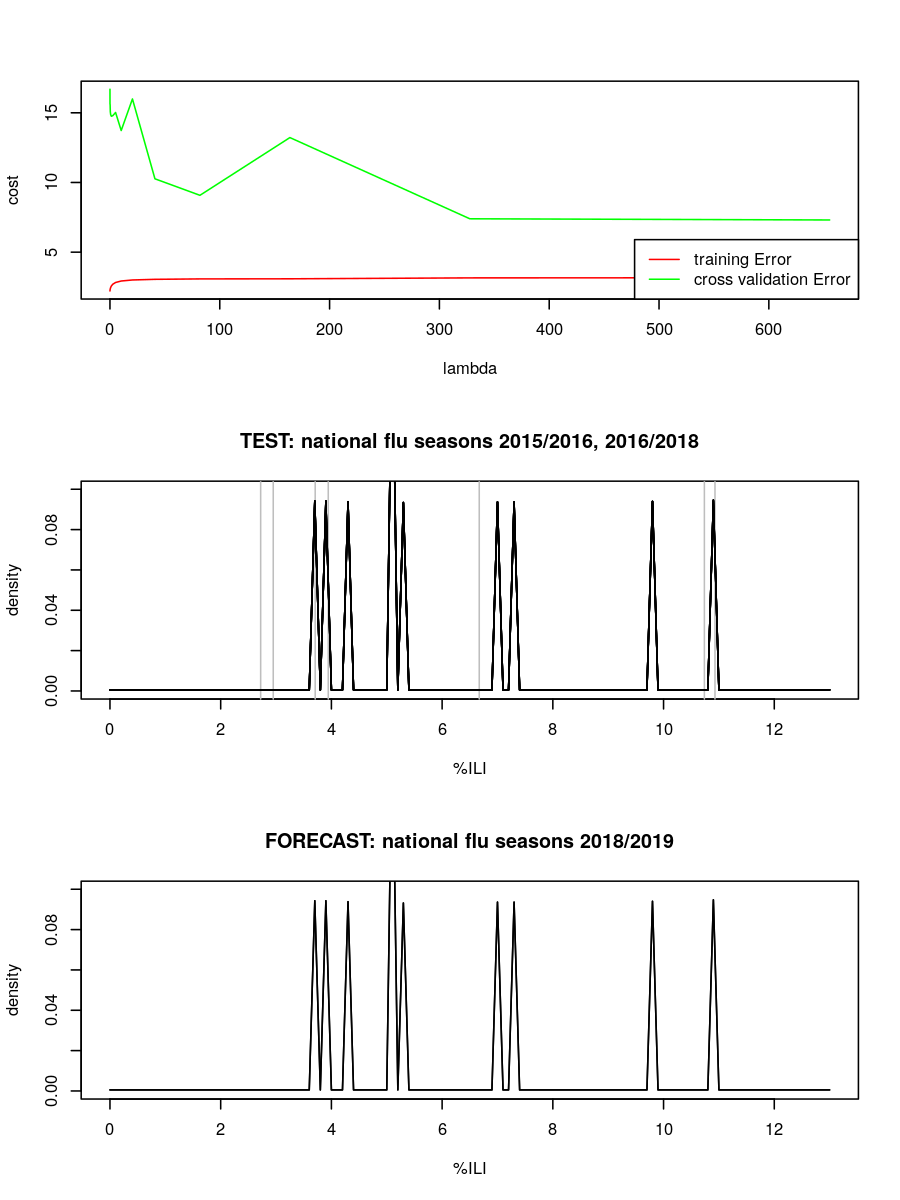 cost
15
10
5
training Error
cross validation Error
0 100 200 300 400 500 600
lambda
TEST: national flu seasons 2015/2016, 2016/2018
density
0.08
0.04
0.00
0 2 4 6 8 10 12
%ILI
FORECAST: national flu seasons 2018/2019
density
0.08
0.04
0.00
0 2 4 6 8 10 12
%ILI